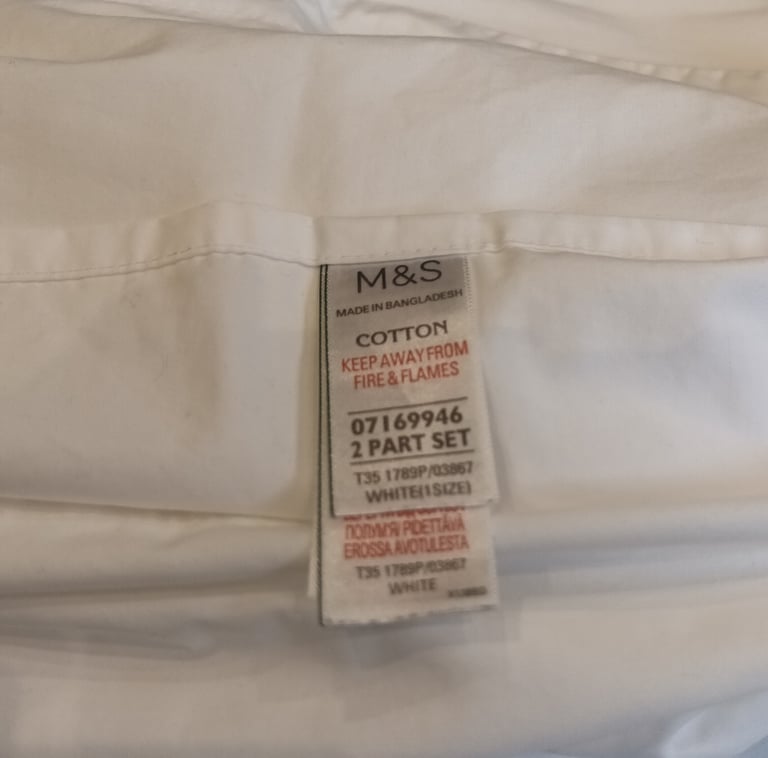 M&S
MADE IN BANGLADESH
COTTON
KEEP AWAY FROM
FIRE & FLAMES
07169946
2 PART SET
T35 1789P/03867
WHITE(1SIZE)
ПОЛУМ'Я PIDETTÄVÄ
EROSSA AVOTULESTA
T35 1789P/03867
WHITE